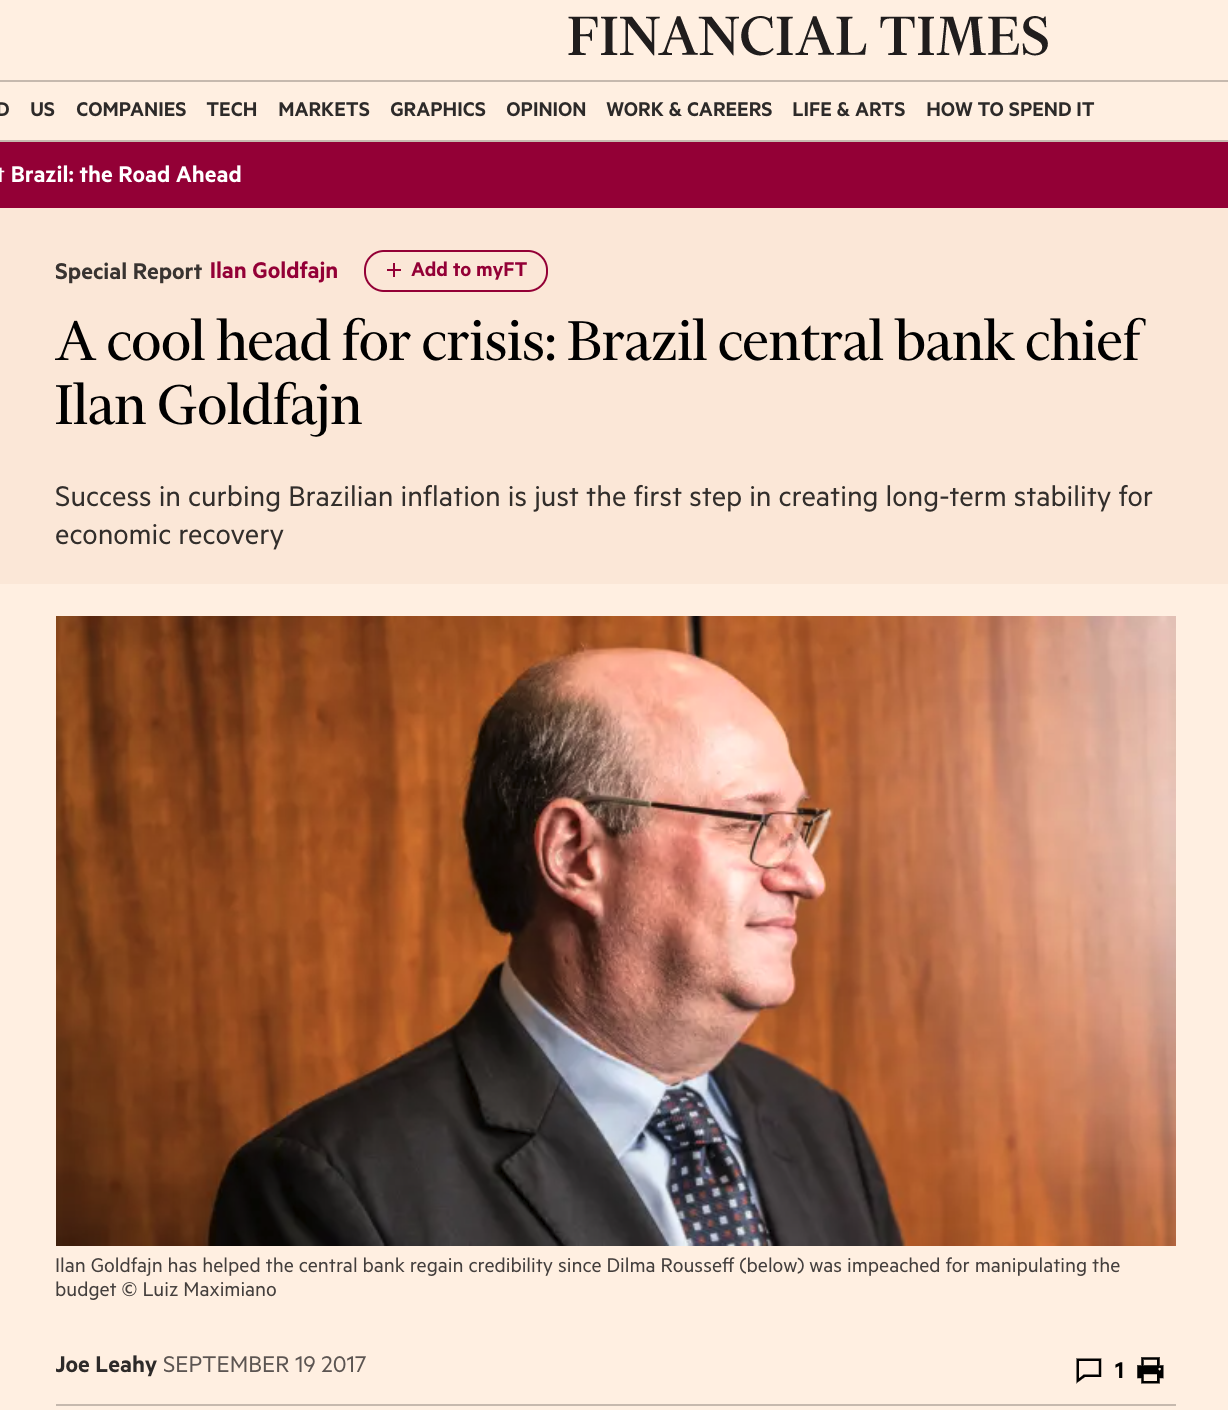 FINANCIAL TIMES
D US COMPANIES TECH MARKETS GRAPHICS OPINION WORK & CAREERS LIFE & ARTS HOW TO SPEND IT
t Brazil: the Road Ahead
Special Report Ilan Goldfajn + Add to myFT
A cool head for crisis: Brazil central bank chief
Ilan Goldfajn
Success in curbing Brazilian inflation is just the first step in creating long-term stability for
economic recovery
Ilan Goldfajn has helped the central bank regain credibility since Dilma Rousseff (below) was impeached for manipulating the
budget © Luiz Maximiano
Joe Leahy SEPTEMBER 19 2017
1